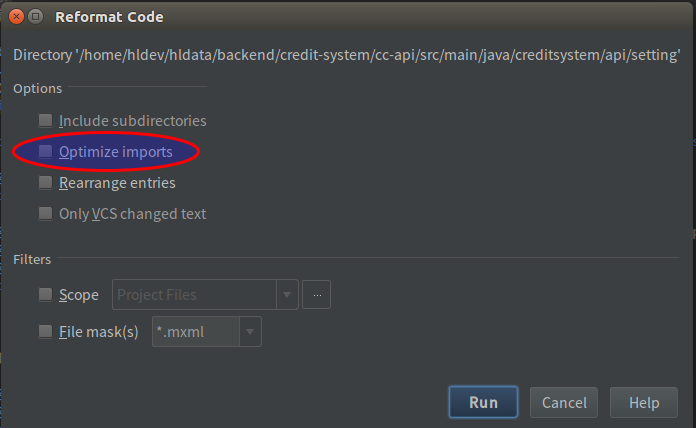 Reformat Code
Directory '/home/hldev/hldata/backend/credit-system/cc-api/src/main/java/creditsystem/api/setting'
Options
Include subdirectories
Optimize imports
Rearrange entries
Only VCS changed text
Filters
Scope Project Files ...
File mask(s) *.mxml
Run Cancel Help